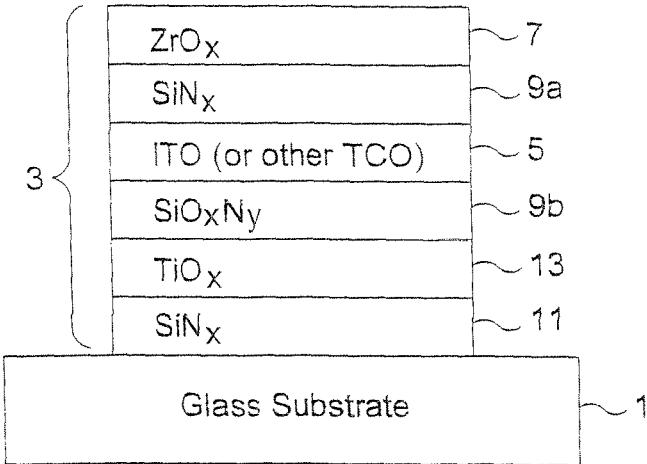 ZrOx 7
SiNx 9a
ITO (or other TCO) 5
3
SiOxNy 9b
TiOx 13
SiNx 11
Glass Substrate 1